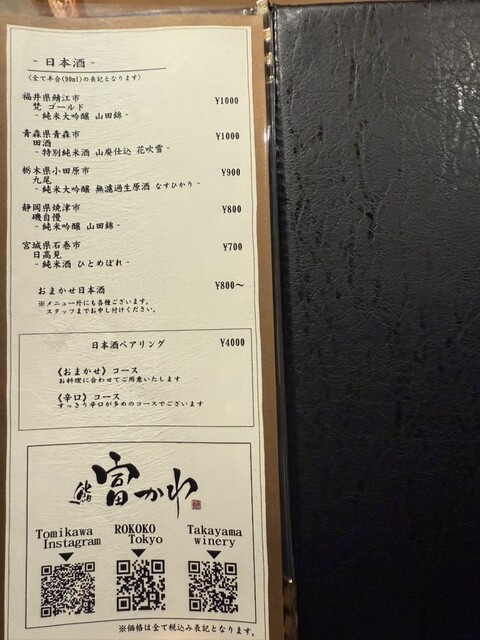 - 日本酒 -
(全て半合(90ml)の表記となります)
福井県鯖江市 ¥1000
梵 ゴールド
- 純米大吟醸 山田錦 -
青森県青森市 ¥1000
田酒
- 特別純米酒 山廃仕込 花吹雪 -
栃木県小田原市 ¥900
九尾
- 純米大吟醸 無濾過生原酒 なすひかり -
静岡県焼津市 ¥800
磯自慢
- 純米吟醸 山田錦 -
宮城県石巻市 ¥700
日高見
- 純米酒 ひとめぼれ -
おまかせ日本酒 ¥800～
※メニュー外にも各種ございます。
スタッフまでお申し付けください。
日本酒ペアリング ¥4000
《おまかせ》コース
お料理に合わせてご用意いたします
《辛口》コース
すっきり辛口が多めのコースでございます
鮨 富かわ
Tomikawa Instagram
ROKOKO Tokyo
Takayama winery
※価格は全て税込み表記となります。